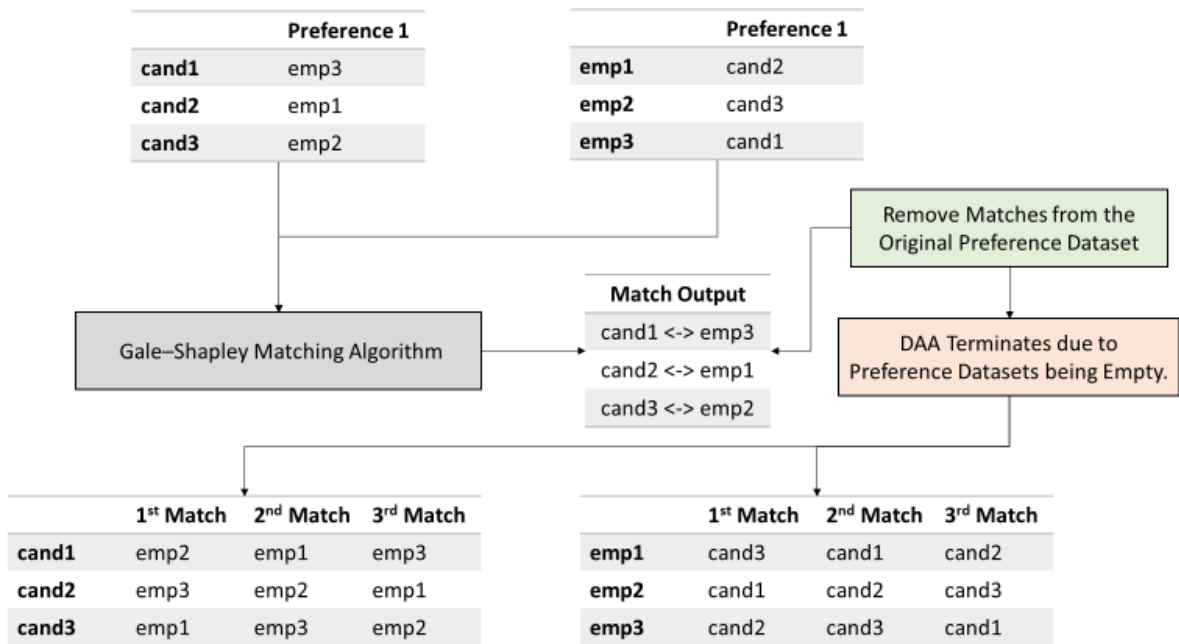 Preference 1
cand1 emp3
cand2 emp1
cand3 emp2
Preference 1
emp1 cand2
emp2 cand3
emp3 cand1
Remove Matches from the
Original Preference Dataset
Match Output
cand1 <-> emp3
cand2 <-> emp1
cand3 <-> emp2
Gale–Shapley Matching Algorithm
DAA Terminates due to
Preference Datasets being Empty.
1st Match 2nd Match 3rd Match
cand1 emp2 emp1 emp3
cand2 emp3 emp2 emp1
cand3 emp1 emp3 emp2
1st Match 2nd Match 3rd Match
emp1 cand3 cand1 cand2
emp2 cand1 cand2 cand3
emp3 cand2 cand3 cand1